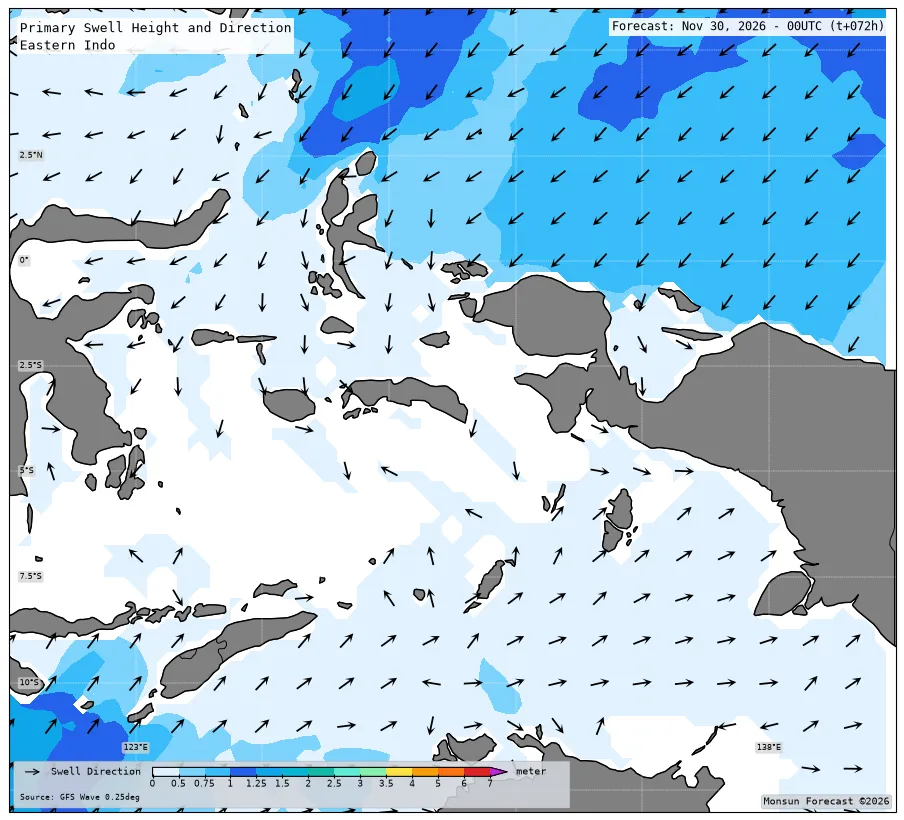 Primary Swell Height and Direction
Eastern Indo
Forecast: Nov 30, 2026 - 00UTC (t+072h)
2.5°N
0°
2.5°S
5°S
7.5°S
10°S
123°E
138°E
Swell Direction
0 0.5 0.75 1 1.25 1.5 2 2.5 3 3.5 4 5 6 7
meter
Source: GFS Wave 0.25deg
Monsun Forecast ©2026